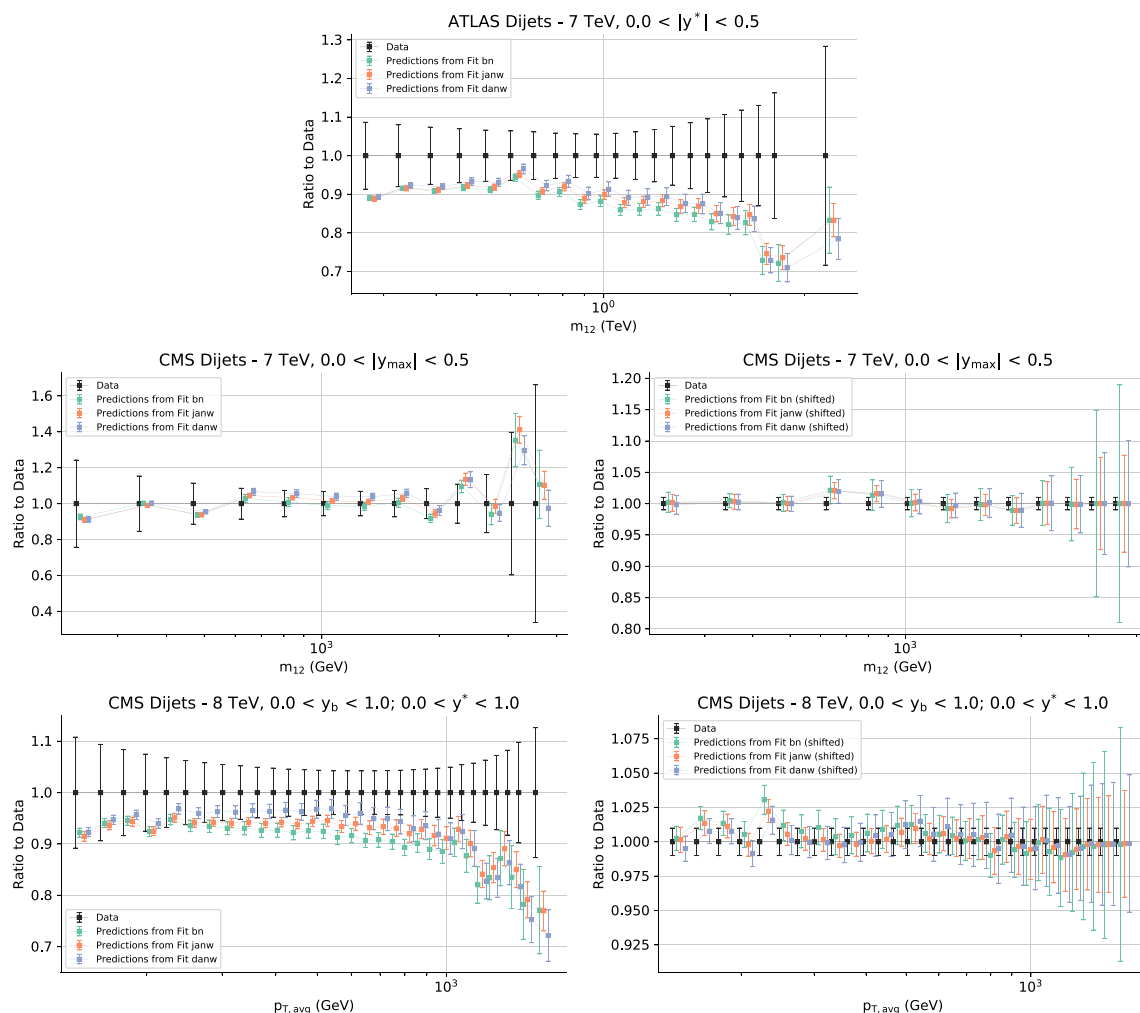 ATLAS Dijets - 7 TeV, 0.0 < |y*| < 0.5
Ratio to Data
1.3
1.2
1.1
1.0
0.9
0.8
0.7
Data
Predictions from Fit bn
Predictions from Fit janw
Predictions from Fit danw
10⁰
m₁₂ (TeV)
CMS Dijets - 7 TeV, 0.0 < |y_max| < 0.5
Ratio to Data
1.6
1.4
1.2
1.0
0.8
0.6
0.4
Data
Predictions from Fit bn
Predictions from Fit janw
Predictions from Fit danw
10³
m₁₂ (GeV)
CMS Dijets - 7 TeV, 0.0 < |y_max| < 0.5
Ratio to Data
1.20
1.15
1.10
1.05
1.00
0.95
0.90
0.85
0.80
Data
Predictions from Fit bn (shifted)
Predictions from Fit janw (shifted)
Predictions from Fit danw (shifted)
10³
m₁₂ (GeV)
CMS Dijets - 8 TeV, 0.0 < y_b < 1.0; 0.0 < y* < 1.0
Ratio to Data
1.1
1.0
0.9
0.8
0.7
Data
Predictions from Fit bn
Predictions from Fit janw
Predictions from Fit danw
10³
p_T, avg (GeV)
CMS Dijets - 8 TeV, 0.0 < y_b < 1.0; 0.0 < y* < 1.0
Ratio to Data
1.075
1.050
1.025
1.000
0.975
0.950
0.925
Data
Predictions from Fit bn (shifted)
Predictions from Fit janw (shifted)
Predictions from Fit danw (shifted)
10³
p_T, avg (GeV)